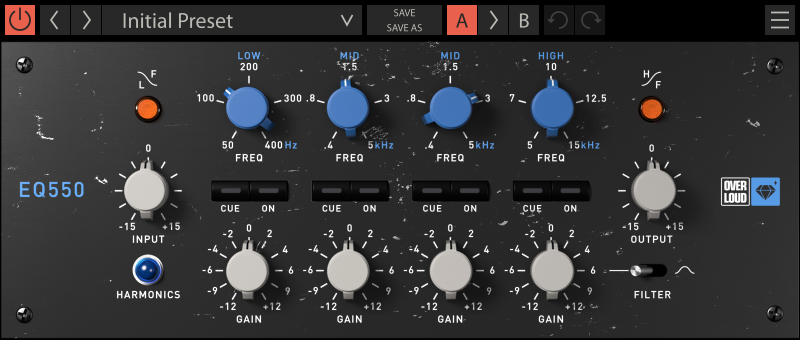 Initial Preset
SAVE
SAVE AS
A
B
LOW
200
100
300
50
400 Hz
FREQ
MID
1.5
.8
3
.4
5 kHz
FREQ
MID
1.5
.8
3
.4
5 kHz
FREQ
HIGH
10
7
12.5
5
15 kHz
FREQ
L F
H F
EQ550
0
-15 +15
INPUT
HARMONICS
CUE ON
CUE ON
CUE ON
CUE ON
0
-2 2
-4 4
-6 6
-9 9
-12 +12
GAIN
0
-2 2
-4 4
-6 6
-9 9
-12 +12
GAIN
0
-2 2
-4 4
-6 6
-9 9
-12 +12
GAIN
0
-2 2
-4 4
-6 6
-9 9
-12 +12
GAIN
0
-15 +15
OUTPUT
FILTER
OVER
LOUD